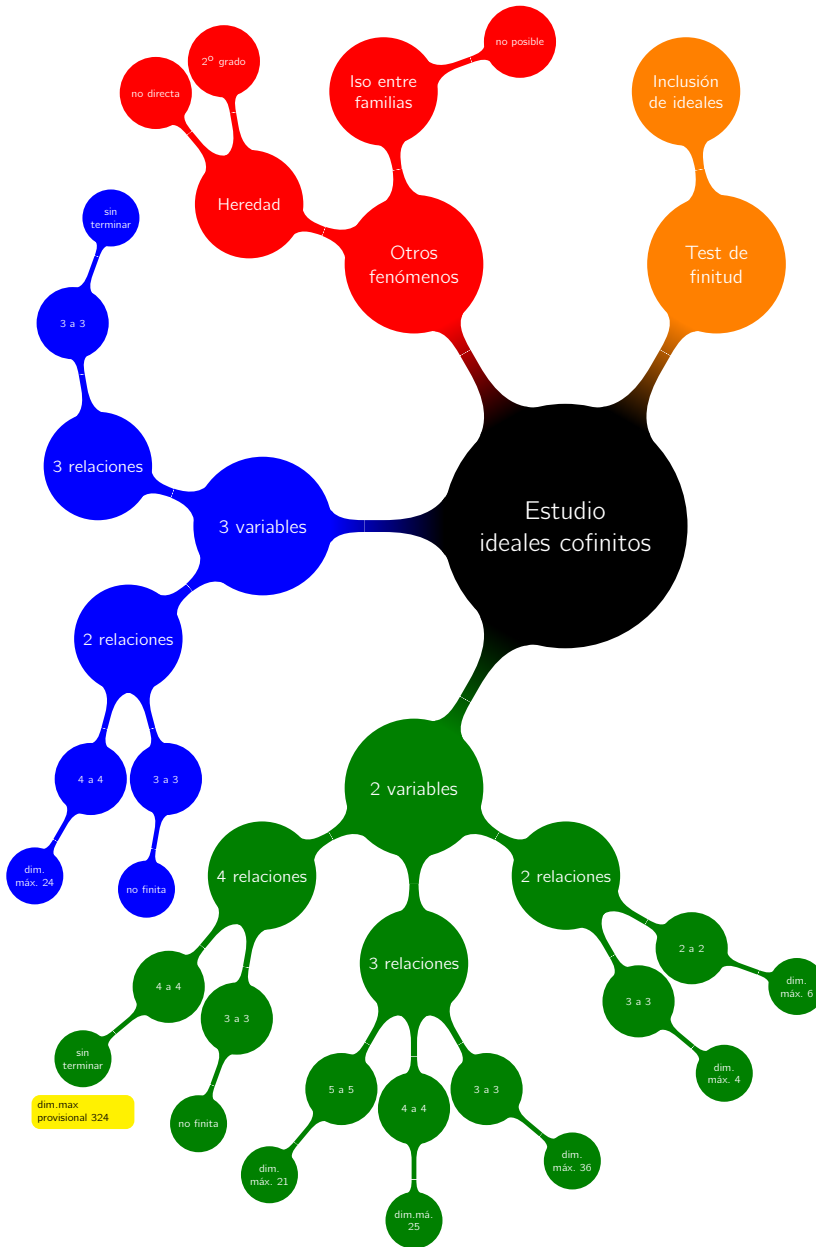 no posible
2º grado
no directa
Iso entre
familias
Inclusión
de ideales
Heredad
sin
terminar
Otros
fenómenos
Test de
finitud
3 a 3
3 relaciones
3 variables
Estudio
ideales cofinitos
2 relaciones
4 a 4
3 a 3
dim.
máx. 24
no finita
2 variables
4 relaciones
2 relaciones
3 relaciones
2 a 2
dim.
máx. 6
4 a 4
3 a 3
3 a 3
sin
terminar
dim.
máx. 4
dim.max
provisional 324
no finita
5 a 5
4 a 4
3 a 3
dim.
máx. 21
dim.má.
25
dim.
máx. 36